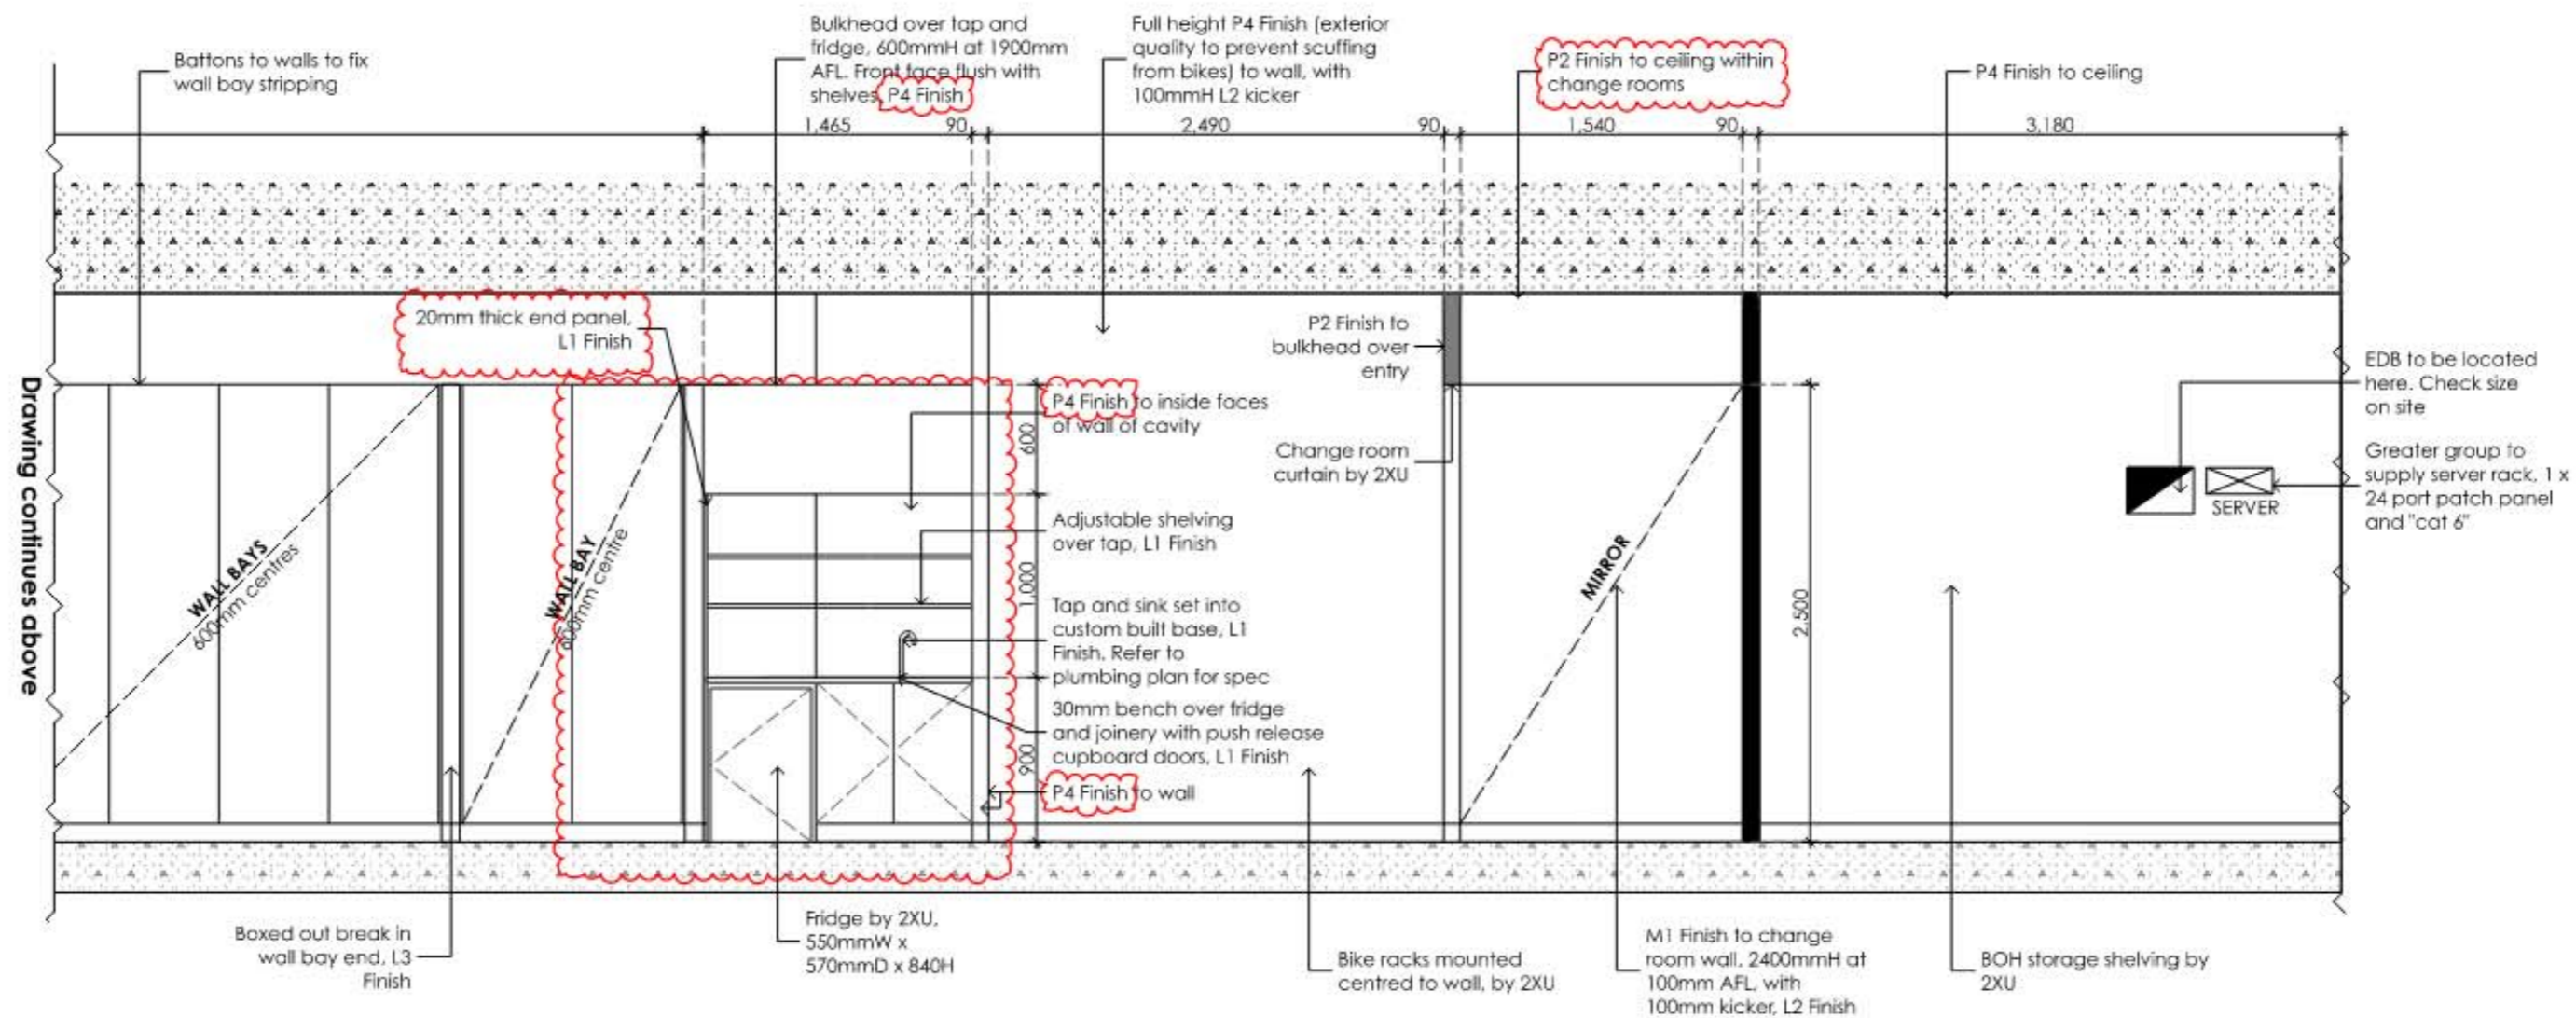 Battons to walls to fix
wall bay stripping
Bulkhead over tap and
fridge, 600mmH at 1900mm
AFL. Front face flush with
shelves, P4 Finish
Full height P4 Finish (exterior
quality to prevent scuffing
from bikes) to wall, with
100mmH L2 kicker
P2 Finish to ceiling within
change rooms
P4 Finish to ceiling
1,465
90
2,490
90
1,540
90
3,180
20mm thick end panel,
L1 Finish
P2 Finish to
bulkhead over
entry
Change room
curtain by 2XU
P4 Finish to inside faces
of wall of cavity
Adjustable shelving
over tap, L1 Finish
Tap and sink set into
custom built base, L1
Finish. Refer to
plumbing plan for spec
30mm bench over fridge
and joinery with push release
cupboard doors, L1 Finish
P4 Finish to wall
600
1,000
900
2,500
WALL BAYS
600mm centres
WALL BAY
600mm centre
MIRROR
EDB to be located
here. Check size
on site
Greater group to
supply server rack, 1 x
24 port patch panel
and "cat 6"
SERVER
Drawing continues above
Boxed out break in
wall bay end, L3
Finish
Fridge by 2XU,
550mmW x
570mmD x 840H
Bike racks mounted
centred to wall, by 2XU
M1 Finish to change
room wall. 2400mmH at
100mm AFL, with
100mm kicker, L2 Finish
BOH storage shelving by
2XU